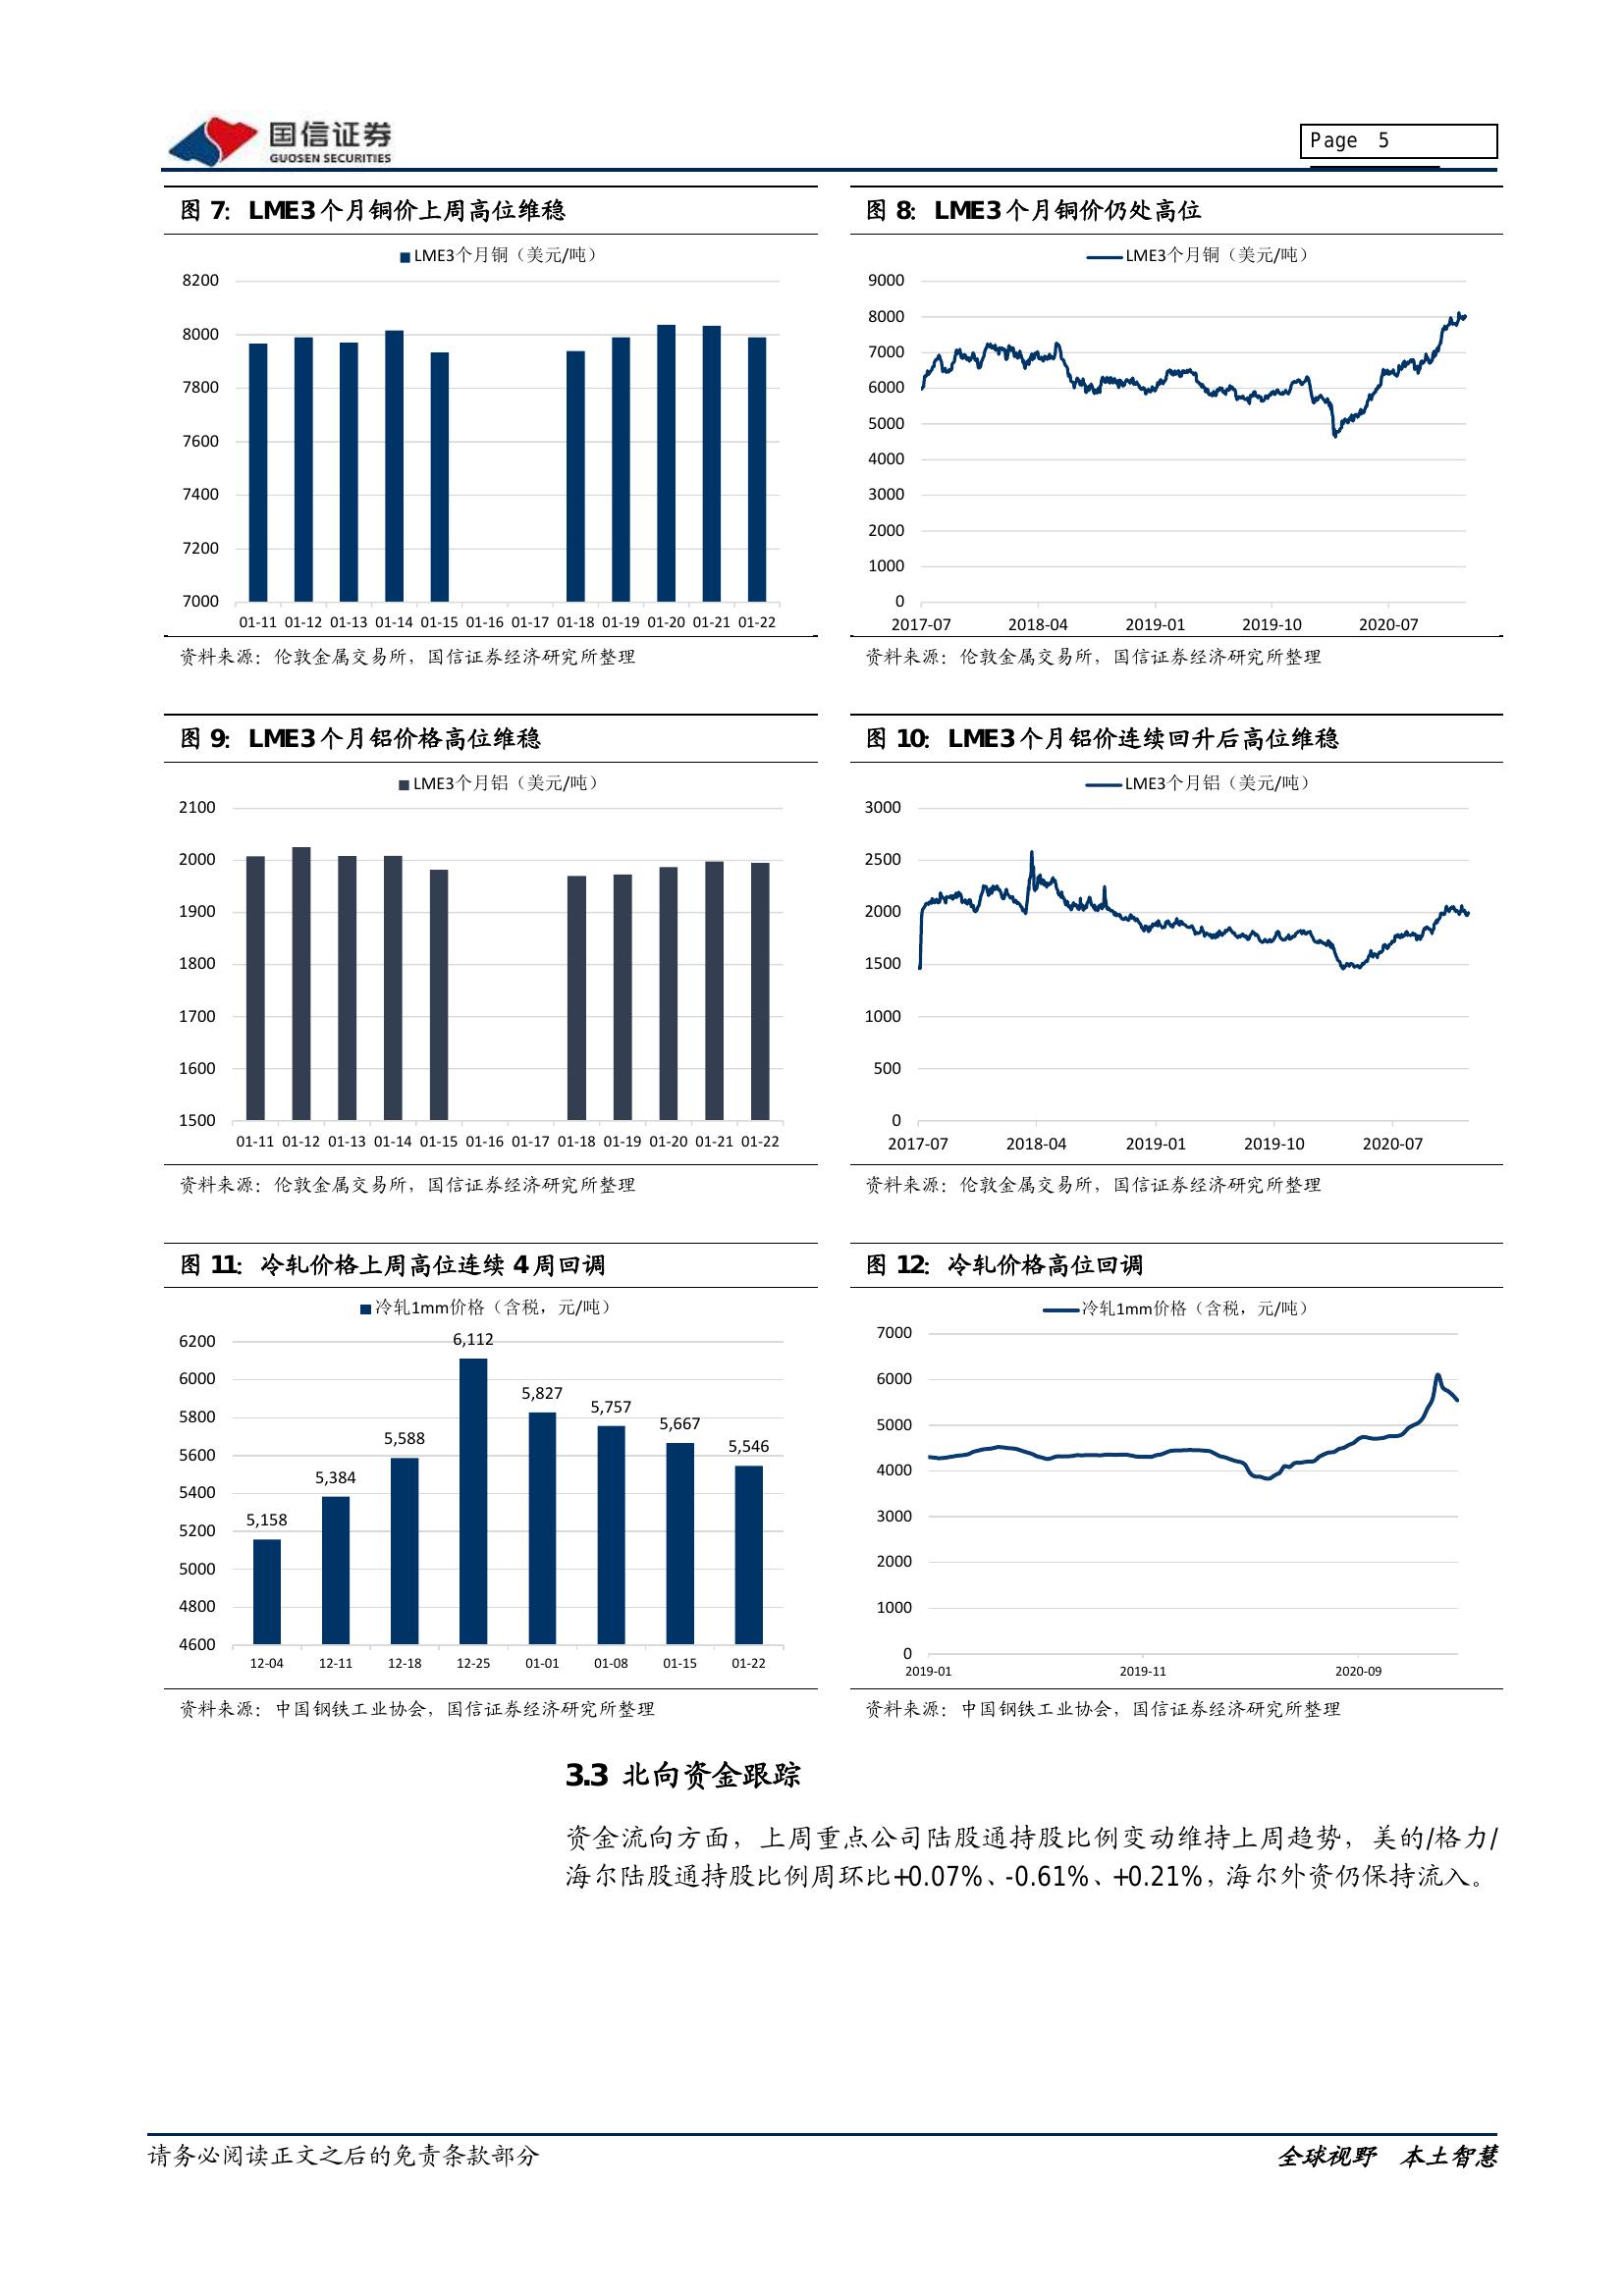 国信证券
GUOSEN SECURITIES
Page 5
图 7：LME3 个月铜价上周高位维稳
LME3个月铜（美元/吨）
8200
8000
7800
7600
7400
7200
7000
01-11 01-12 01-13 01-14 01-15 01-16 01-17 01-18 01-19 01-20 01-21 01-22
资料来源：伦敦金属交易所，国信证券经济研究所整理
图 8：LME3 个月铜价仍处高位
LME3个月铜（美元/吨）
9000
8000
7000
6000
5000
4000
3000
2000
1000
0
2017-07 2018-04 2019-01 2019-10 2020-07
资料来源：伦敦金属交易所，国信证券经济研究所整理
图 9：LME3 个月铝价格高位维稳
LME3个月铝（美元/吨）
2100
2000
1900
1800
1700
1600
1500
01-11 01-12 01-13 01-14 01-15 01-16 01-17 01-18 01-19 01-20 01-21 01-22
资料来源：伦敦金属交易所，国信证券经济研究所整理
图 10：LME3 个月铝价连续回升后高位维稳
LME3个月铝（美元/吨）
3000
2500
2000
1500
1000
500
0
2017-07 2018-04 2019-01 2019-10 2020-07
资料来源：伦敦金属交易所，国信证券经济研究所整理
图 11：冷轧价格上周高位连续 4 周回调
冷轧1mm价格（含税，元/吨）
6200
6000
5800
5600
5400
5200
5000
4800
4600
5,158 5,384 5,588 6,112 5,827 5,757 5,667 5,546
12-04 12-11 12-18 12-25 01-01 01-08 01-15 01-22
资料来源：中国钢铁工业协会，国信证券经济研究所整理
图 12：冷轧价格高位回调
冷轧1mm价格（含税，元/吨）
7000
6000
5000
4000
3000
2000
1000
0
2019-01 2019-11 2020-09
资料来源：中国钢铁工业协会，国信证券经济研究所整理
3.3 北向资金跟踪
资金流向方面，上周重点公司陆股通持股比例变动维持上周趋势，美的/格力/
海尔陆股通持股比例周环比+0.07%、-0.61%、+0.21%，海尔外资仍保持流入。
请务必阅读正文之后的免责条款部分
全球视野 本土智慧